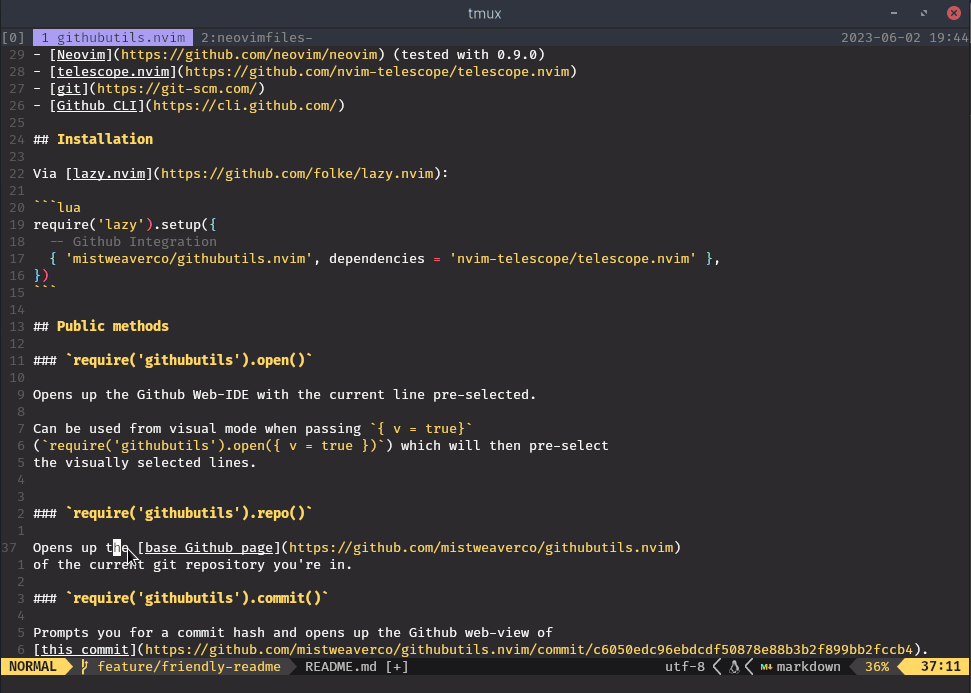 tmux
[0] 1 githubutils.nvim 2:neovimfiles- 2023-06-02 19:44
29 - [Neovim](https://github.com/neovim/neovim) (tested with 0.9.0)
28 - [telescope.nvim](https://github.com/nvim-telescope/telescope.nvim)
27 - [git](https://git-scm.com/)
26 - [Github CLI](https://cli.github.com/)
25
24 ## Installation
23
22 Via [lazy.nvim](https://github.com/folke/lazy.nvim):
21
20 ```lua
19 require('lazy').setup({
18   -- Github Integration
17   { 'mistweaverco/githubutils.nvim', dependencies = 'nvim-telescope/telescope.nvim' },
16 })
15 ```
14
13 ## Public methods
12
11 ### `require('githubutils').open()`
10
9 Opens up the Github Web-IDE with the current line pre-selected.
8
7 Can be used from visual mode when passing `{ v = true}`
6 (`require('githubutils').open({ v = true })`) which will then pre-select
5 the visually selected lines.
4
3
2 ### `require('githubutils').repo()`
1
37 Opens up the [base Github page](https://github.com/mistweaverco/githubutils.nvim)
1 of the current git repository you're in.
2
3 ### `require('githubutils').commit()`
4
5 Prompts you for a commit hash and opens up the Github web-view of
6 [this commit](https://github.com/mistweaverco/githubutils.nvim/commit/c6050edc96ebdcdf50878e88b3b2f899bb2fccb4).
NORMAL feature/friendly-readme README.md [+] utf-8 M↓ markdown 36% 37:11